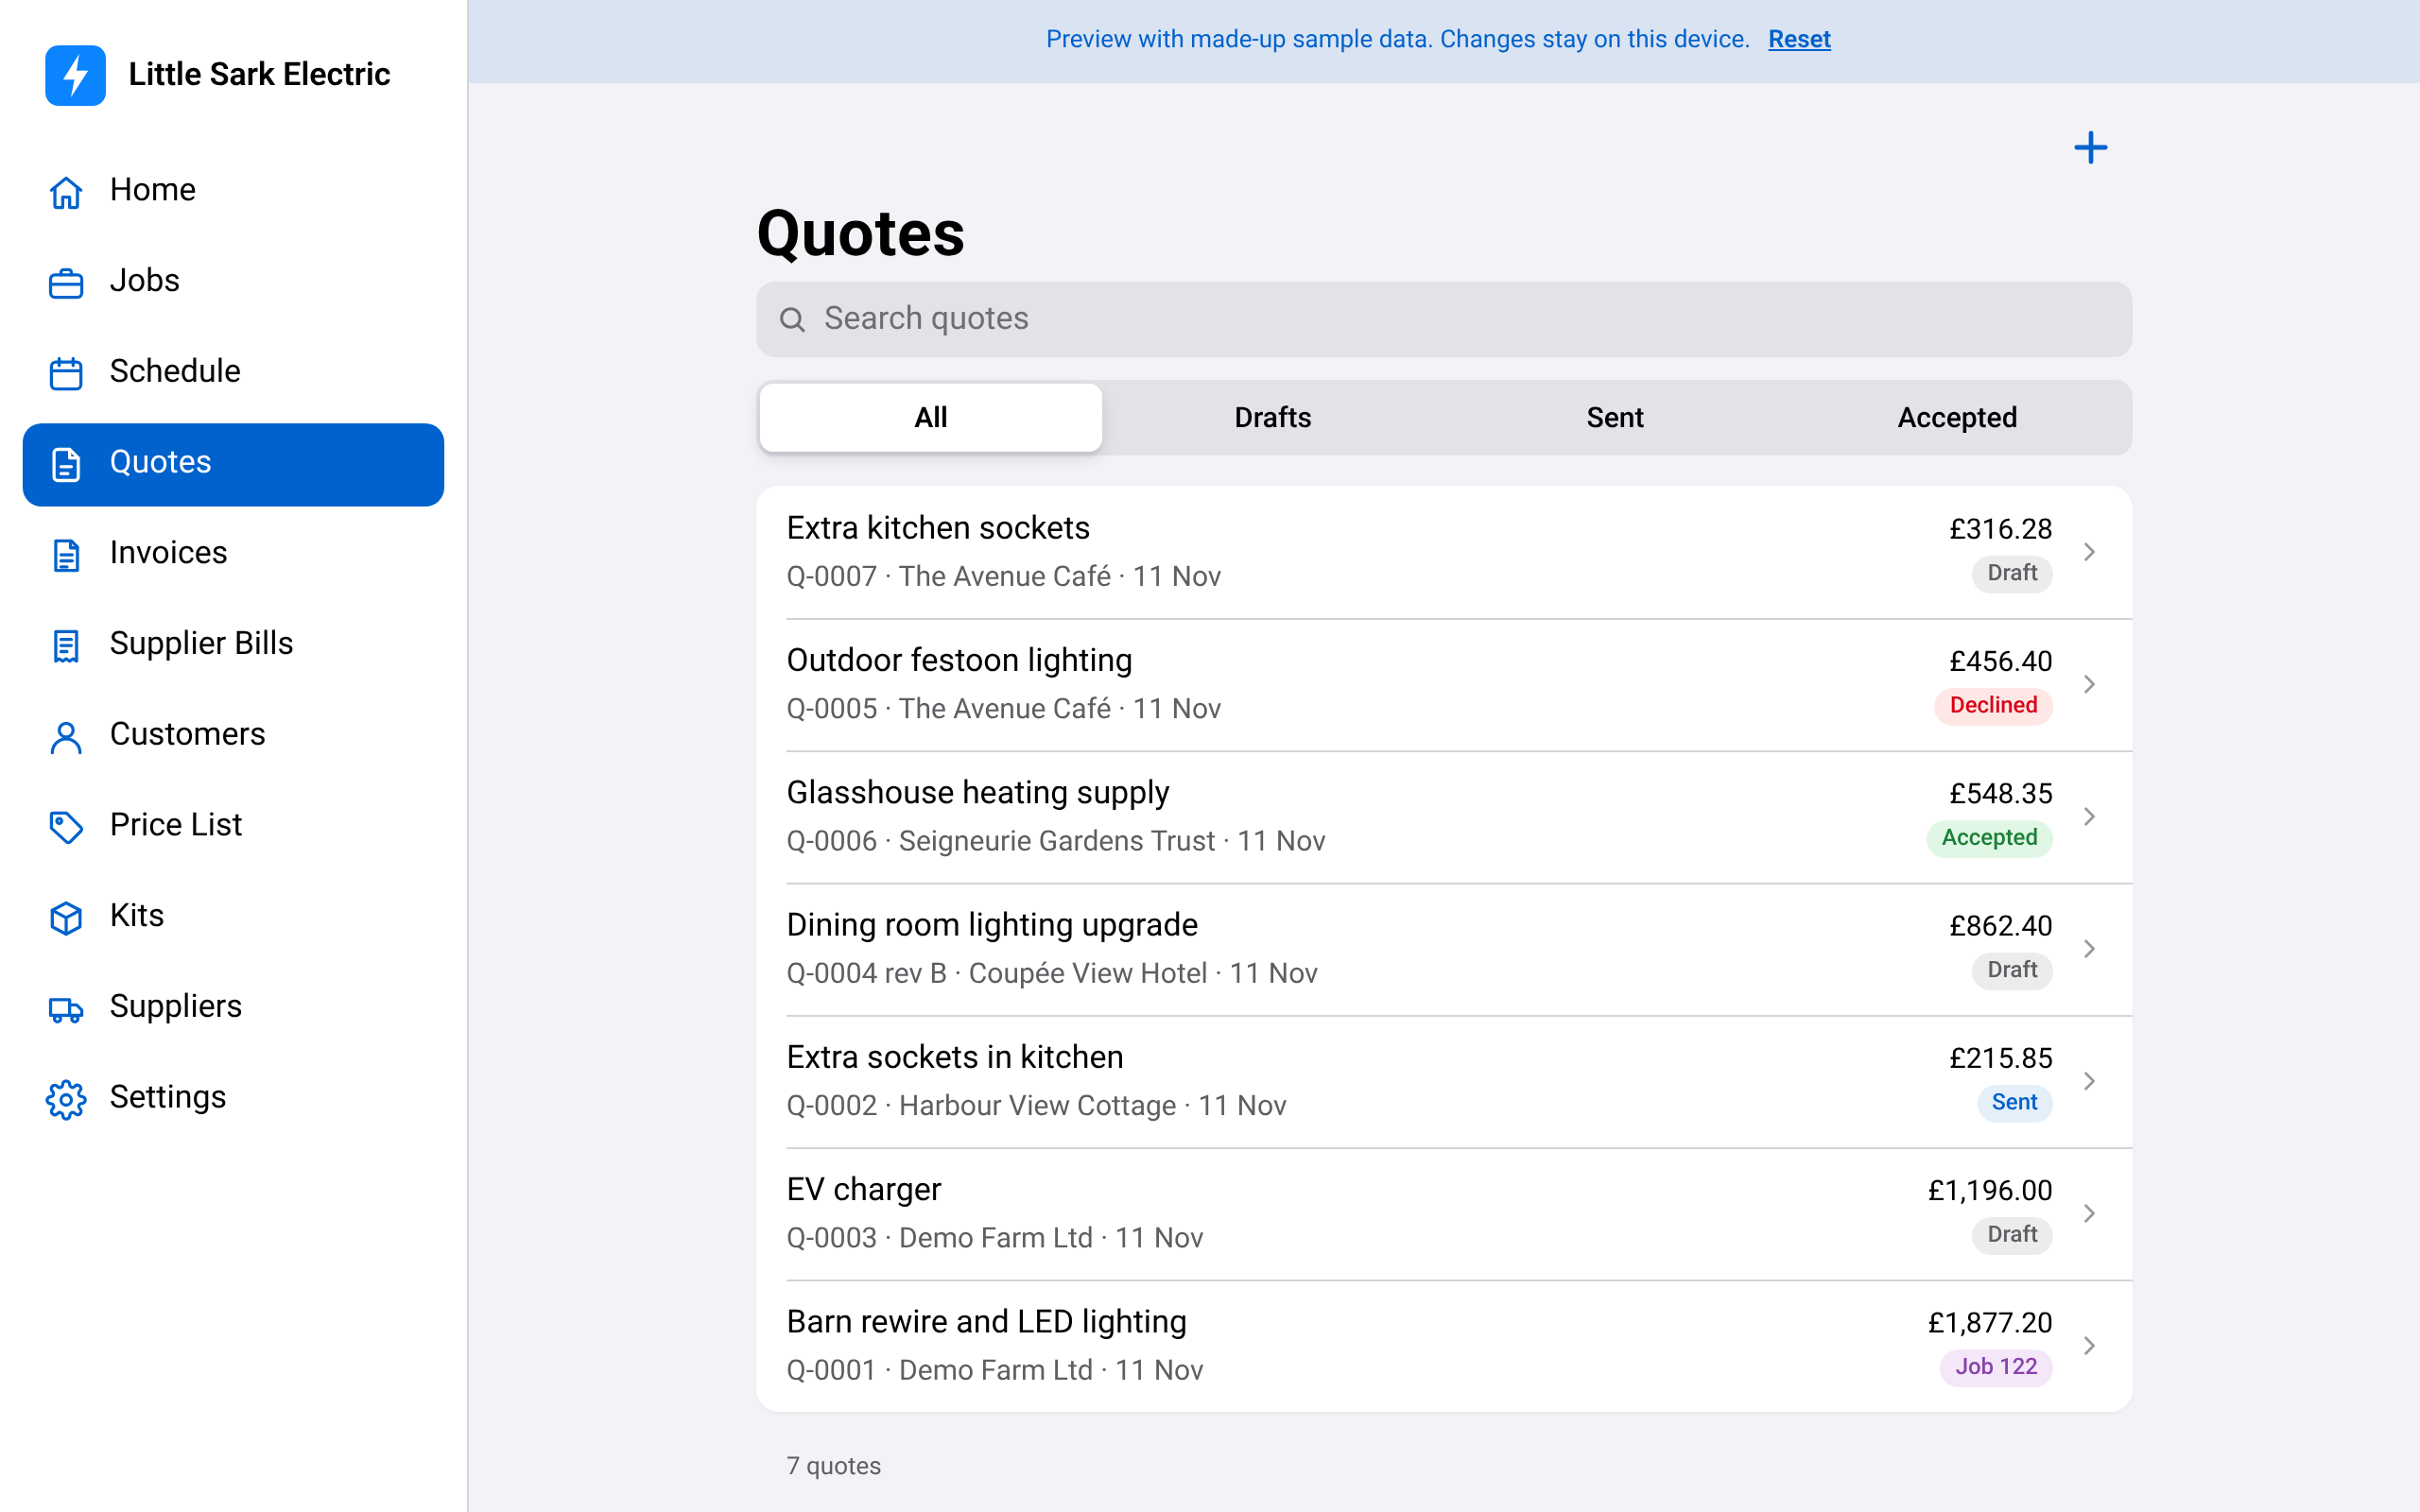 Little Sark Electric
Home
Jobs
Schedule
Quotes
Invoices
Supplier Bills
Customers
Price List
Kits
Suppliers
Settings
Preview with made-up sample data. Changes stay on this device. Reset
Quotes
Search quotes
All Drafts Sent Accepted
Extra kitchen sockets £316.28
Q-0007 · The Avenue Café · 11 Nov Draft
Outdoor festoon lighting £456.40
Q-0005 · The Avenue Café · 11 Nov Declined
Glasshouse heating supply £548.35
Q-0006 · Seigneurie Gardens Trust · 11 Nov Accepted
Dining room lighting upgrade £862.40
Q-0004 rev B · Coupée View Hotel · 11 Nov Draft
Extra sockets in kitchen £215.85
Q-0002 · Harbour View Cottage · 11 Nov Sent
EV charger £1,196.00
Q-0003 · Demo Farm Ltd · 11 Nov Draft
Barn rewire and LED lighting £1,877.20
Q-0001 · Demo Farm Ltd · 11 Nov Job 122
7 quotes